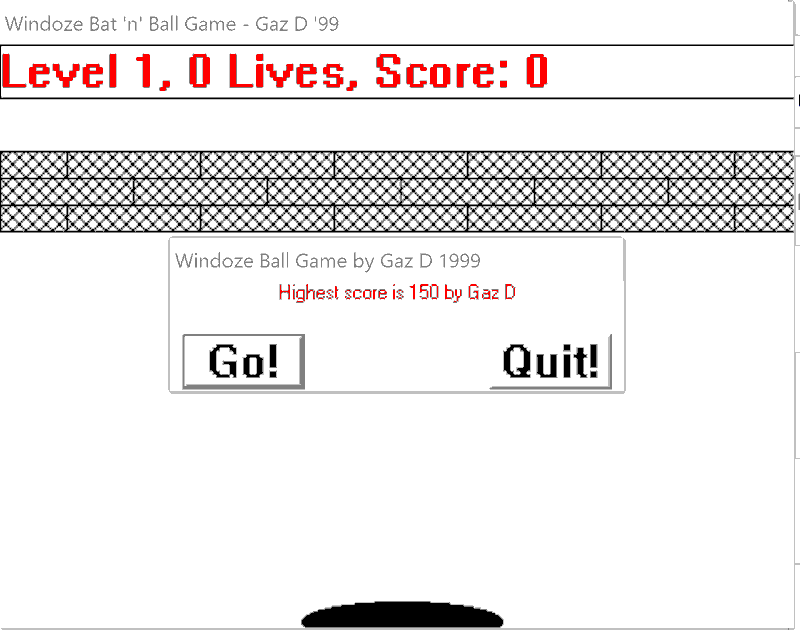 Windoze Bat 'n' Ball Game - Gaz D '99
Level 1, 0 Lives, Score: 0
Windoze Ball Game by Gaz D 1999
Highest score is 150 by Gaz D
Go!
Quit!